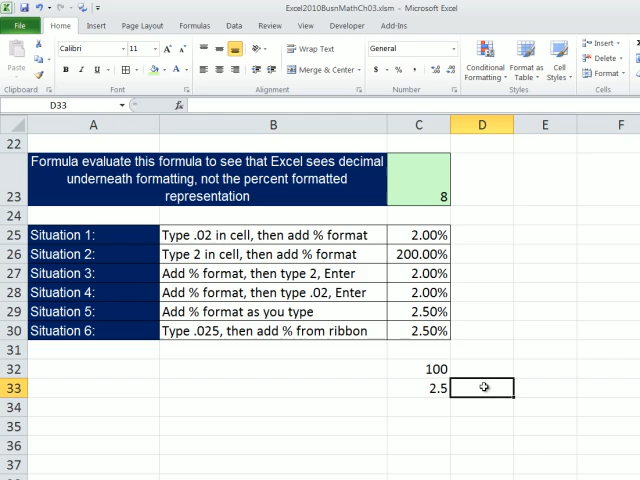 Excel2010BusnMathCh03.xlsm - Microsoft Excel
File Home Insert Page Layout Formulas Data Review View Developer Add-Ins
Calibri 11 A A Wrap Text General Insert
Paste B I U A Merge & Center $ % , Conditional Formatting Format as Table Cell Styles Delete Format
Clipboard Font Alignment Number Styles Cells
D33 fx
A B C D E F
22
23 Formula evaluate this formula to see that Excel sees decimal
underneath formatting, not the percent formatted
representation 8
24
25 Situation 1: Type .02 in cell, then add % format 2.00%
26 Situation 2: Type 2 in cell, then add % format 200.00%
27 Situation 3: Add % format, then type 2, Enter 2.00%
28 Situation 4: Add % format, then type .02, Enter 2.00%
29 Situation 5: Add % format as you type 2.50%
30 Situation 6: Type .025, then add % from ribbon 2.50%
31
32 100
33 2.5
34
35
36
37